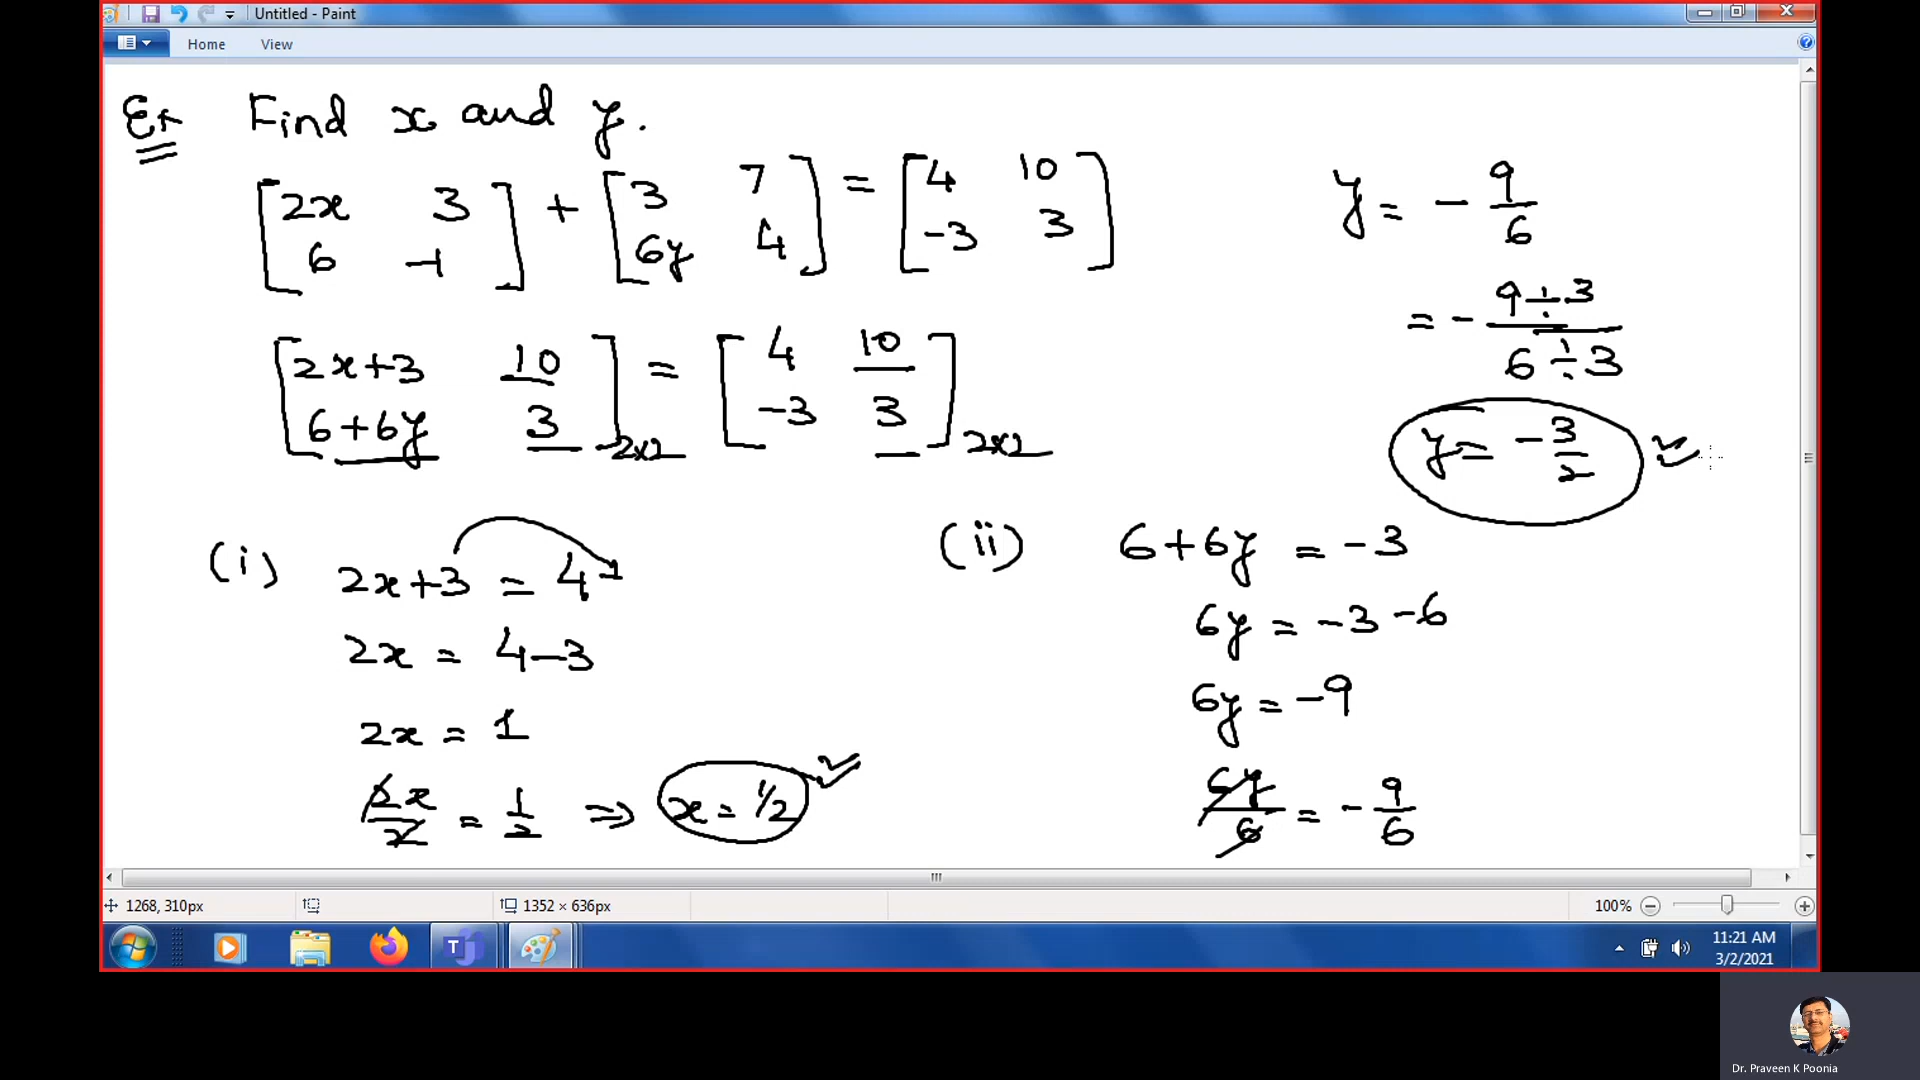 Untitled - Paint
Home View
Ex Find x and y.
[2x 3
6 -1] + [3 7
6y 4] = [4 10
-3 3]
[2x+3 10
6+6y 3]2x2 = [4 10
-3 3]2x2
(i) 2x+3 = 4
2x = 4-3
2x = 1
2x/2 = 1/2 ⇒ x = 1/2
(ii) 6+6y = -3
6y = -3 -6
6y = -9
6y/6 = -9/6
y = -9/6
= -9÷3/6÷3
y = -3/2
1268, 310px
1352 × 636px
100%
11:21 AM
3/2/2021
Dr. Praveen K Poonia